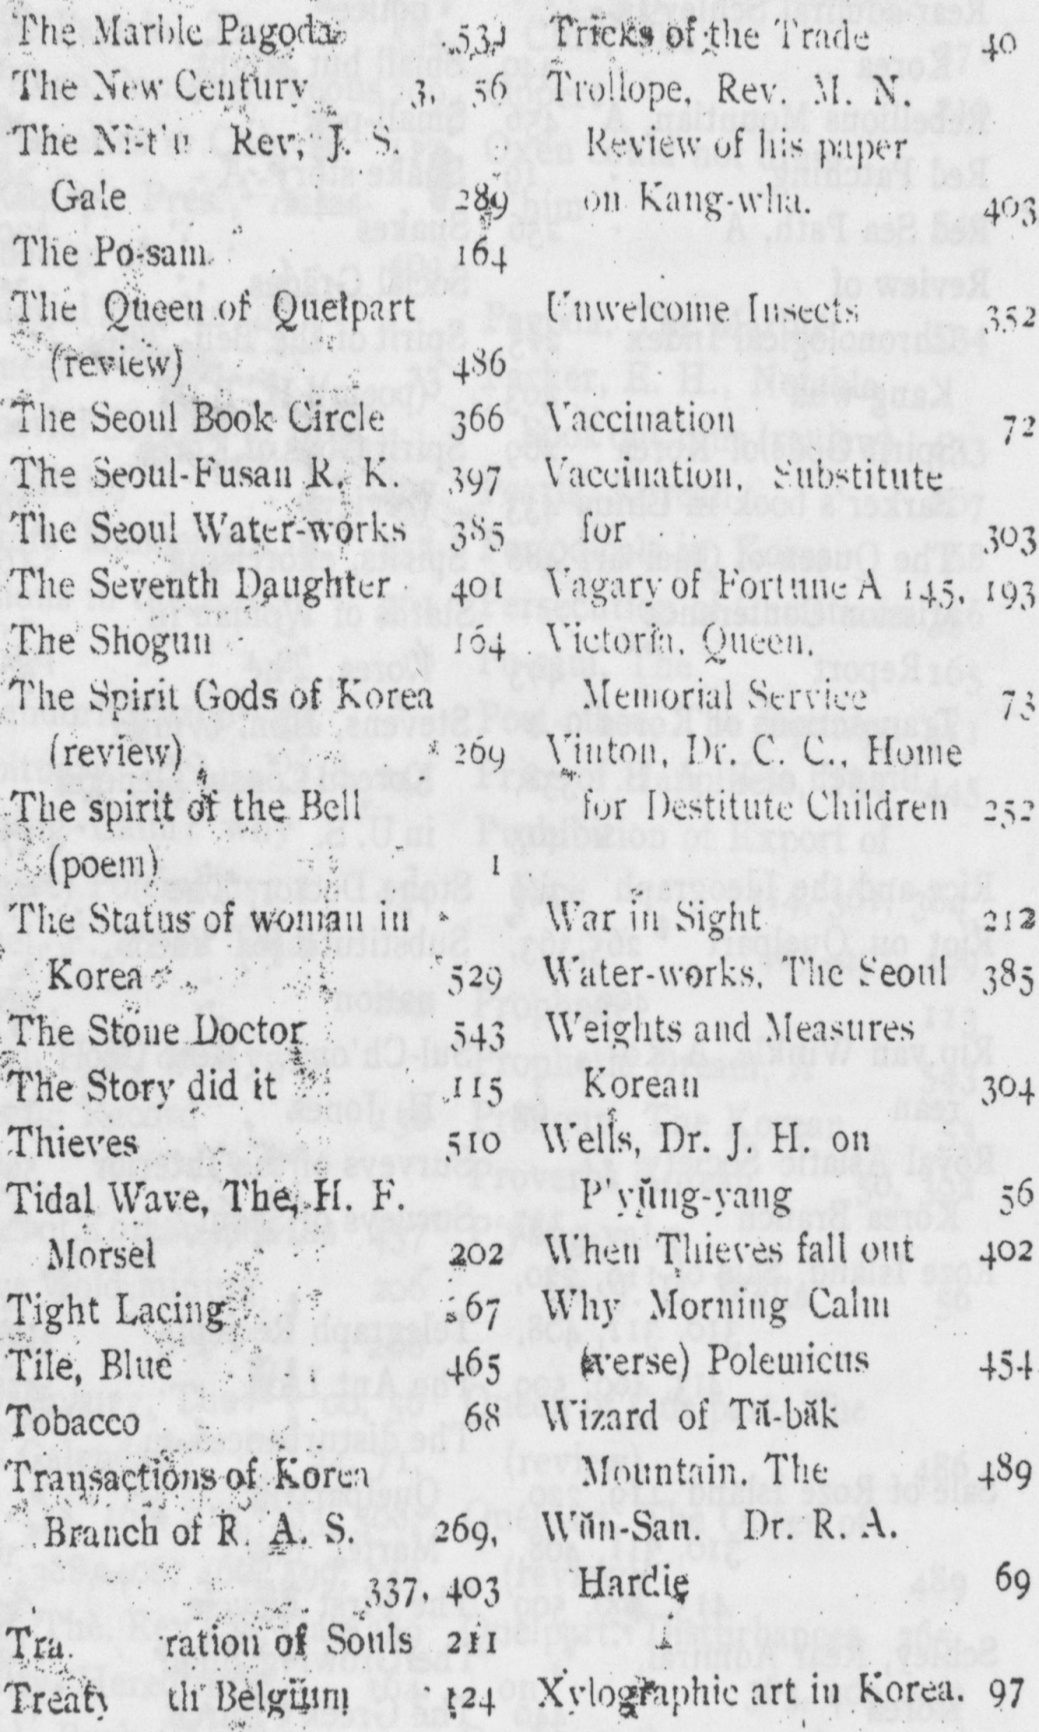 The Marble Pagoda 534
The New Century 3, 56
The Ni-t'u Rev, J. S.
Gale 289
The Po-sam 164
The Queen of Quelpart
(review) 486
The Seoul Book Circle 366
The Seoul-Fusan R. K. 397
The Seoul Water-works 385
The Seventh Daughter 401
The Shogun 164
The Spirit Gods of Korea
(review) 269
The spirit of the Bell
(poem) 1
The Status of woman in
Korea 529
The Stone Doctor 543
The Story did it 115
Thieves 510
Tidal Wave, The, H. F.
Morsel 202
Tight Lacing 67
Tile, Blue 465
Tobacco 68
Transactions of Korea
Branch of R. A. S. 269,
337, 403
Tra ration of Souls 211
Treaty th Belgium 124
Tricks of the Trade 40
Trollope, Rev. M. N.
Review of his paper
on Kang-wha. 403
Unwelcome Insects 352
Vaccination 72
Vaccination, Substitute
for 303
Vagary of Fortune A 145, 193
Victoria, Queen,
Memorial Service 73
Vinton, Dr. C. C., Home
for Destitute Children 252
War in Sight 212
Water-works, The Seoul 385
Weights and Measures
Korean 304
Wells, Dr. J. H. on
P'yŭng-yang 56
When Thieves fall out 402
Why Morning Calm
(verse) Polemicus 454
Wizard of Tă-băk
Mountain, The 489
Wŭn-San. Dr. R. A.
Hardie 69
Xylographic art in Korea. 97